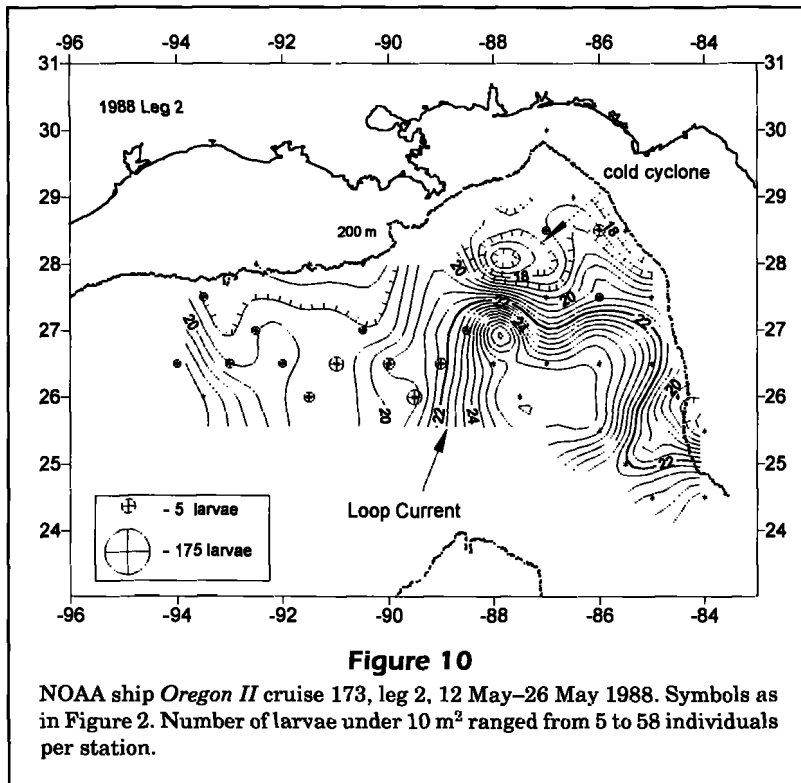 -96 -94 -92 -90 -88 -86 -84
31 31
1988 Leg 2
30 30
cold cyclone
29 29
200 m
28 28
20 18 18
27 27
20 22 24 20 22
26 26
20 22 24 20
25 25
22
Loop Current
- 5 larvae
24 24
- 175 larvae
-96 -94 -92 -90 -88 -86 -84
Figure 10
NOAA ship Oregon II cruise 173, leg 2, 12 May–26 May 1988. Symbols as
in Figure 2. Number of larvae under 10 m² ranged from 5 to 58 individuals
per station.